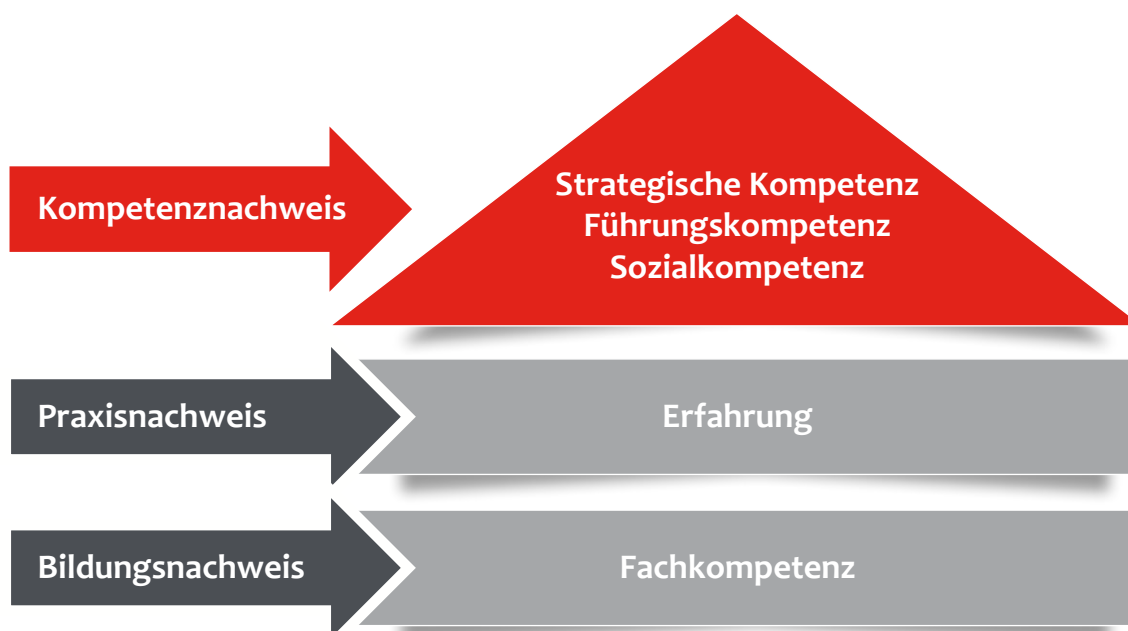 Kompetenznachweis
Strategische Kompetenz
Führungskompetenz
Sozialkompetenz
Praxisnachweis
Erfahrung
Bildungsnachweis
Fachkompetenz